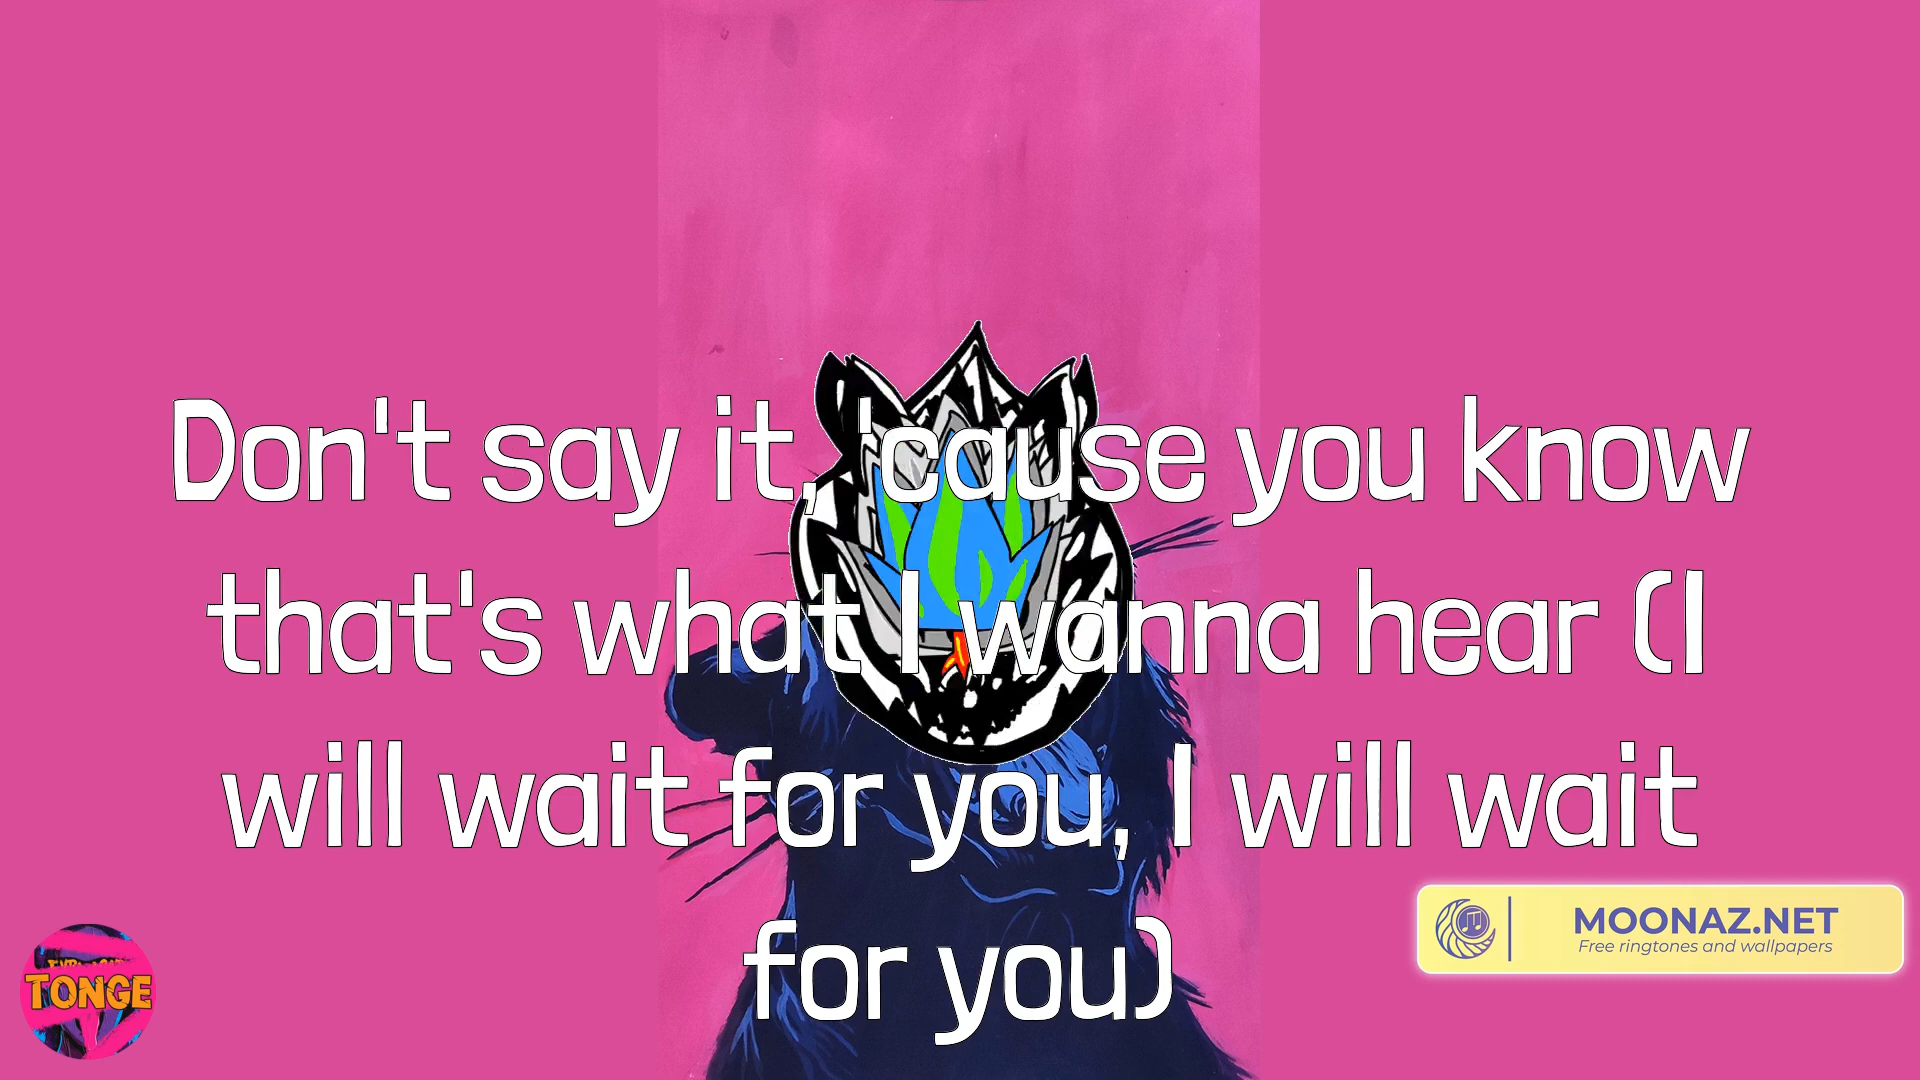 Don't say it, 'cause you know
that's what I wanna hear (I
will wait for you, I will wait
for you)
MOONAZ.NET
Free ringtones and wallpapers
TONGE